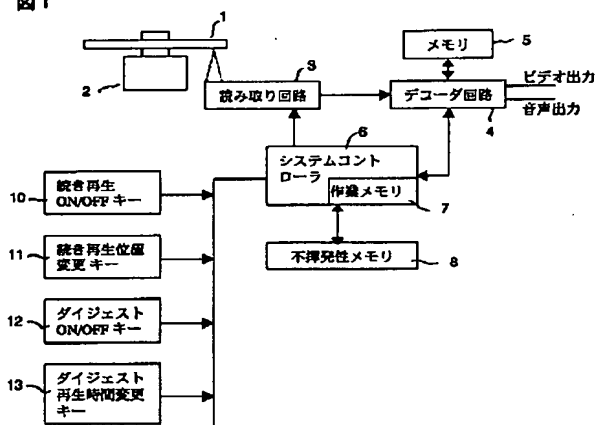 図1
1
2
3
読み取り回路
メモリ
5
デコーダ回路
4
ビデオ出力
音声出力
6
システムコント
ローラ
作業メモリ
7
不揮発性メモリ
8
10
続き再生
ON/OFF キー
11
続き再生位置
変更 キー
12
ダイジェスト
ON/OFF キー
13
ダイジェスト
再生時間変更
キー